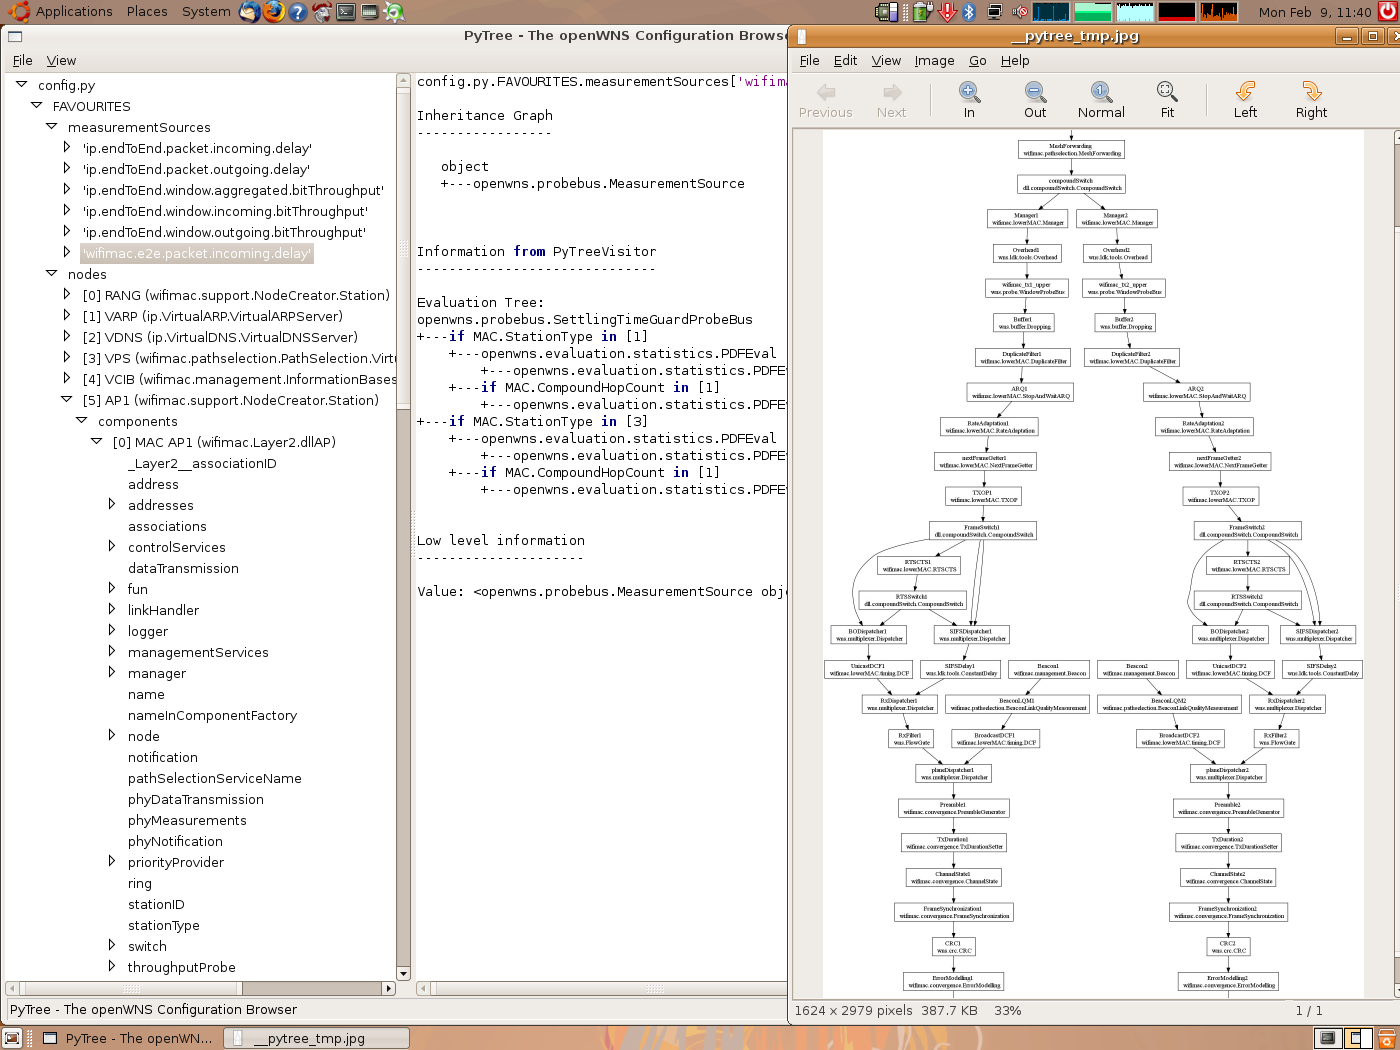 Applications Places System
Mon Feb 9, 11:40
PyTree - The openWNS Configuration Browse
File View
config.py
FAVOURITES
measurementSources
'ip.endToEnd.packet.incoming.delay'
'ip.endToEnd.packet.outgoing.delay'
'ip.endToEnd.window.aggregated.bitThroughput'
'ip.endToEnd.window.incoming.bitThroughput'
'ip.endToEnd.window.outgoing.bitThroughput'
'wifimac.e2e.packet.incoming.delay'
nodes
[0] RANG (wifimac.support.NodeCreator.Station)
[1] VARP (ip.VirtualARP.VirtualARPServer)
[2] VDNS (ip.VirtualDNS.VirtualDNSServer)
[3] VPS (wifimac.pathselection.PathSelection.Virtu
[4] VCIB (wifimac.management.InformationBases
[5] AP1 (wifimac.support.NodeCreator.Station)
components
[0] MAC AP1 (wifimac.Layer2.dllAP)
_Layer2__associationID
address
addresses
associations
controlServices
dataTransmission
fun
linkHandler
logger
managementServices
manager
name
nameInComponentFactory
node
notification
pathSelectionServiceName
phyDataTransmission
phyMeasurements
phyNotification
priorityProvider
ring
stationID
stationType
switch
throughputProbe
config.py.FAVOURITES.measurementSources['wifima
Inheritance Graph
-----------------
object
+---openwns.probebus.MeasurementSource
Information from PyTreeVisitor
------------------------------
Evaluation Tree:
openwns.probebus.SettlingTimeGuardProbeBus
+---if MAC.StationType in [1]
+---openwns.evaluation.statistics.PDFEval
+---openwns.evaluation.statistics.PDFEv
+---if MAC.CompoundHopCount in [1]
+---openwns.evaluation.statistics.PDFEv
+---if MAC.StationType in [3]
+---openwns.evaluation.statistics.PDFEval
+---openwns.evaluation.statistics.PDFEv
+---if MAC.CompoundHopCount in [1]
+---openwns.evaluation.statistics.PDFEv
Low level information
---------------------
Value: <openwns.probebus.MeasurementSource obje
PyTree - The openWNS Configuration Browser
__pytree_tmp.jpg
File Edit View Image Go Help
Previous Next In Out Normal Fit Left Right
MeshForwarding
wifimac.pathselection.MeshForwarding
compoundSwitch
dll.compoundSwitch.CompoundSwitch
Manager1
wifimac.lowerMAC.Manager
Manager2
wifimac.lowerMAC.Manager
Overhead1
wns.ldk.tools.Overhead
Overhead2
wns.ldk.tools.Overhead
wifimac_tx1_upper
wns.probe.WindowProbeBus
wifimac_tx2_upper
wns.probe.WindowProbeBus
Buffer1
wns.buffer.Dropping
Buffer2
wns.buffer.Dropping
DuplicateFilter1
wifimac.lowerMAC.DuplicateFilter
DuplicateFilter2
wifimac.lowerMAC.DuplicateFilter
ARQ1
wifimac.lowerMAC.StopAndWaitARQ
ARQ2
wifimac.lowerMAC.StopAndWaitARQ
RateAdaptation1
wifimac.lowerMAC.RateAdaptation
RateAdaptation2
wifimac.lowerMAC.RateAdaptation
nextFrameGetter1
wifimac.lowerMAC.NextFrameGetter
nextFrameGetter2
wifimac.lowerMAC.NextFrameGetter
TXOP1
wifimac.lowerMAC.TXOP
TXOP2
wifimac.lowerMAC.TXOP
FrameSwitch1
dll.compoundSwitch.CompoundSwitch
FrameSwitch2
dll.compoundSwitch.CompoundSwitch
RTSCTS1
wifimac.lowerMAC.RTSCTS
RTSCTS2
wifimac.lowerMAC.RTSCTS
RTSSwitch1
dll.compoundSwitch.CompoundSwitch
RTSSwitch2
dll.compoundSwitch.CompoundSwitch
BODispatcher1
wns.multiplexer.Dispatcher
SIFSDispatcher1
wns.multiplexer.Dispatcher
BODispatcher2
wns.multiplexer.Dispatcher
SIFSDispatcher2
wns.multiplexer.Dispatcher
UnicastDCF1
wifimac.lowerMAC.timing.DCF
SIFSDelay1
wns.ldk.tools.ConstantDelay
Beacon1
wifimac.management.Beacon
Beacon2
wifimac.management.Beacon
UnicastDCF2
wifimac.lowerMAC.timing.DCF
SIFSDelay2
wns.ldk.tools.ConstantDelay
RxDispatcher1
wns.multiplexer.Dispatcher
BeaconLQM1
wifimac.pathselection.BeaconLinkQualityMeasurement
BeaconLQM2
wifimac.pathselection.BeaconLinkQualityMeasurement
RxDispatcher2
wns.multiplexer.Dispatcher
RxFilter1
wns.FlowGate
BroadcastDCF1
wifimac.lowerMAC.timing.DCF
BroadcastDCF2
wifimac.lowerMAC.timing.DCF
RxFilter2
wns.FlowGate
planeDispatcher1
wns.multiplexer.Dispatcher
planeDispatcher2
wns.multiplexer.Dispatcher
Preamble1
wifimac.convergence.PreambleGenerator
Preamble2
wifimac.convergence.PreambleGenerator
TxDuration1
wifimac.convergence.TxDurationSetter
TxDuration2
wifimac.convergence.TxDurationSetter
ChannelState1
wifimac.convergence.ChannelState
ChannelState2
wifimac.convergence.ChannelState
FrameSynchronization1
wifimac.convergence.FrameSynchronization
FrameSynchronization2
wifimac.convergence.FrameSynchronization
CRC1
wns.crc.CRC
CRC2
wns.crc.CRC
ErrorModelling1
wifimac.convergence.ErrorModelling
ErrorModelling2
wifimac.convergence.ErrorModelling
1624 x 2979 pixels 387.7 KB 33%
1 / 1
PyTree - The openWN...
__pytree_tmp.jpg